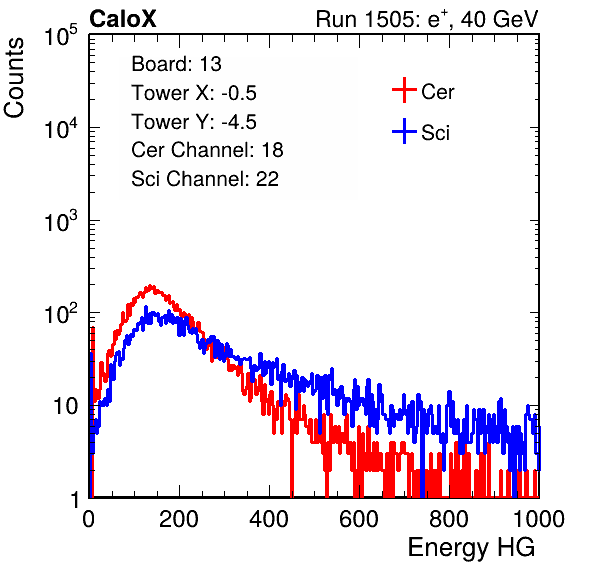 CaloX Run 1505: e⁺, 40 GeV
Board: 13
Tower X: -0.5
Tower Y: -4.5
Cer Channel: 18
Sci Channel: 22
Cer
Sci
Counts
10⁵
10⁴
10³
10²
10
1
0 200 400 600 800 1000
Energy HG